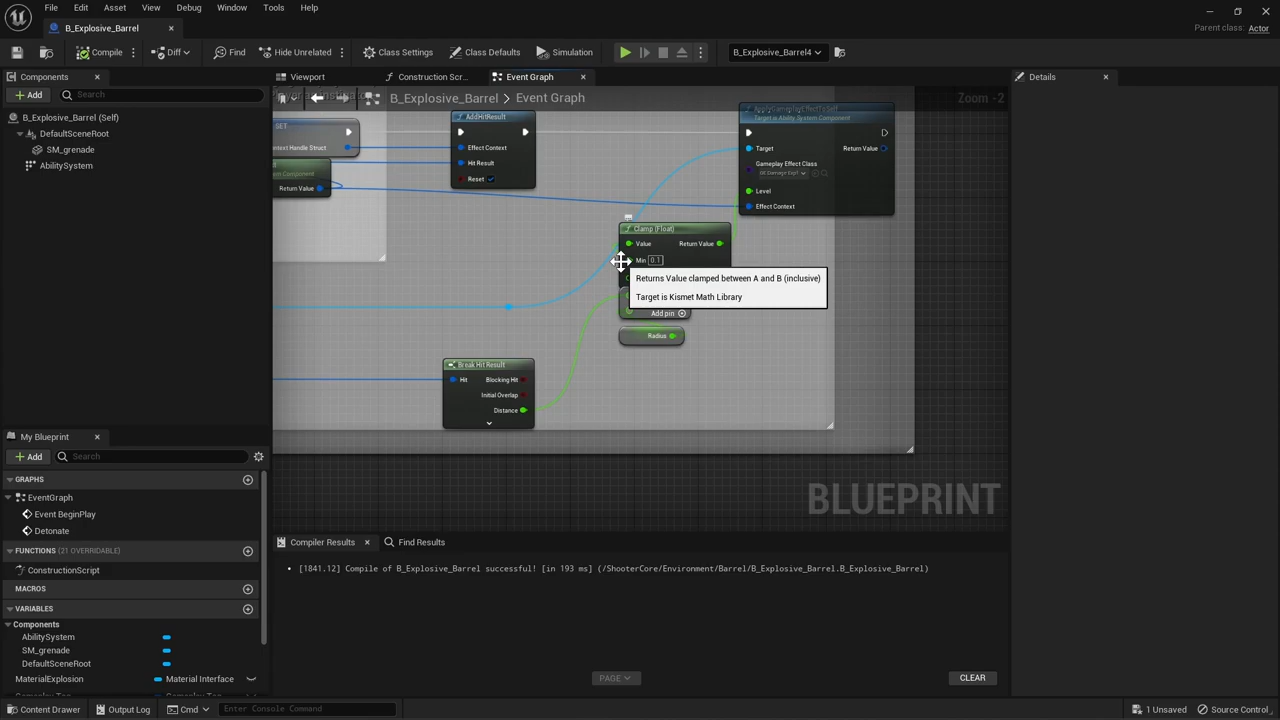 File Edit Asset View Debug Window Tools Help
B_Explosive_Barrel
Parent class: Actor
Compile Diff Find Hide Unrelated Class Settings Class Defaults Simulation B_Explosive_Barrel4
Components
Viewport Construction Scr... Event Graph
Details
Add Search
B_Explosive_Barrel > Event Graph
Zoom -2
B_Explosive_Barrel (Self)
DefaultSceneRoot
SM_grenade
AbilitySystem
SET
AddHitResult
ApplyGameplayEffectToSelf
Target is Ability System Component
Effect Context
Hit Result
Reset
Return Value
Target
Return Value
Gameplay Effect Class
Level
Effect Context
Clamp (Float)
Value Return Value
Min 0.1
Returns Value clamped between A and B (inclusive)
Target is Kismet Math Library
Add pin
Radius
Break Hit Result
Hit Blocking Hit
Initial Overlap
Distance
BLUEPRINT
My Blueprint
Add Search
GRAPHS
EventGraph
Event BeginPlay
Detonate
FUNCTIONS (21 OVERRIDABLE)
ConstructionScript
MACROS
VARIABLES
Components
AbilitySystem
SM_grenade
DefaultSceneRoot
MaterialExplosion Material Interface
Compiler Results Find Results
[1841.12] Compile of B_Explosive_Barrel successful! [in 193 ms] (/ShooterCore/Environment/Barrel/B_Explosive_Barrel.B_Explosive_Barrel)
PAGE
CLEAR
Content Drawer Output Log Cmd Enter Console Command 1 Unsaved Source Control